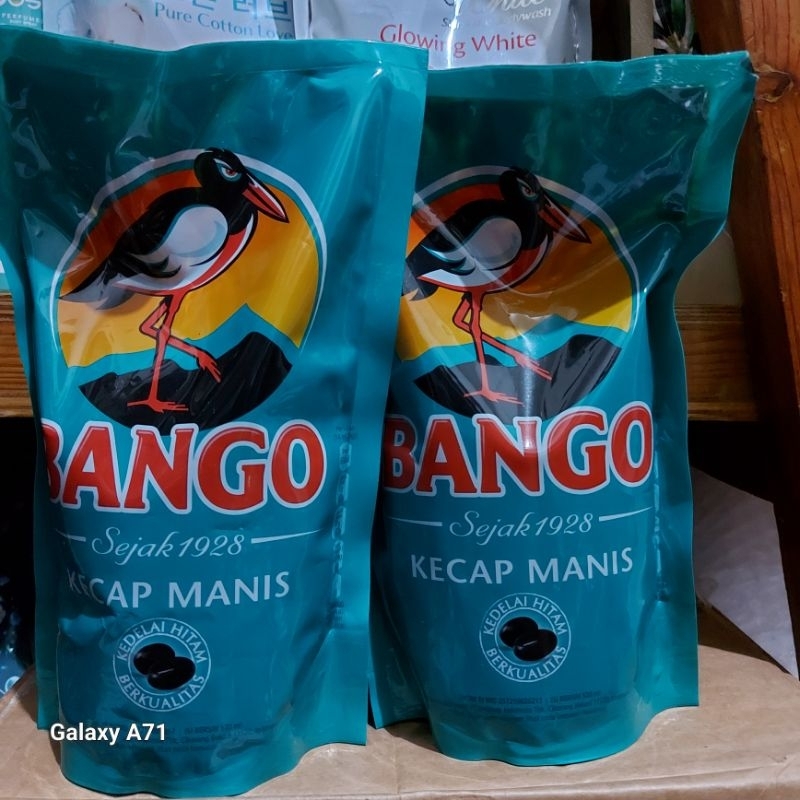 Pure Cotton Love
Glowing White
BANGO
Sejak 1928
KECAP MANIS
KEDELAI HITAM
BERKUALITAS
BANGO
Sejak 1928
KECAP MANIS
KEDELAI HITAM
BERKUALITAS
Galaxy A71